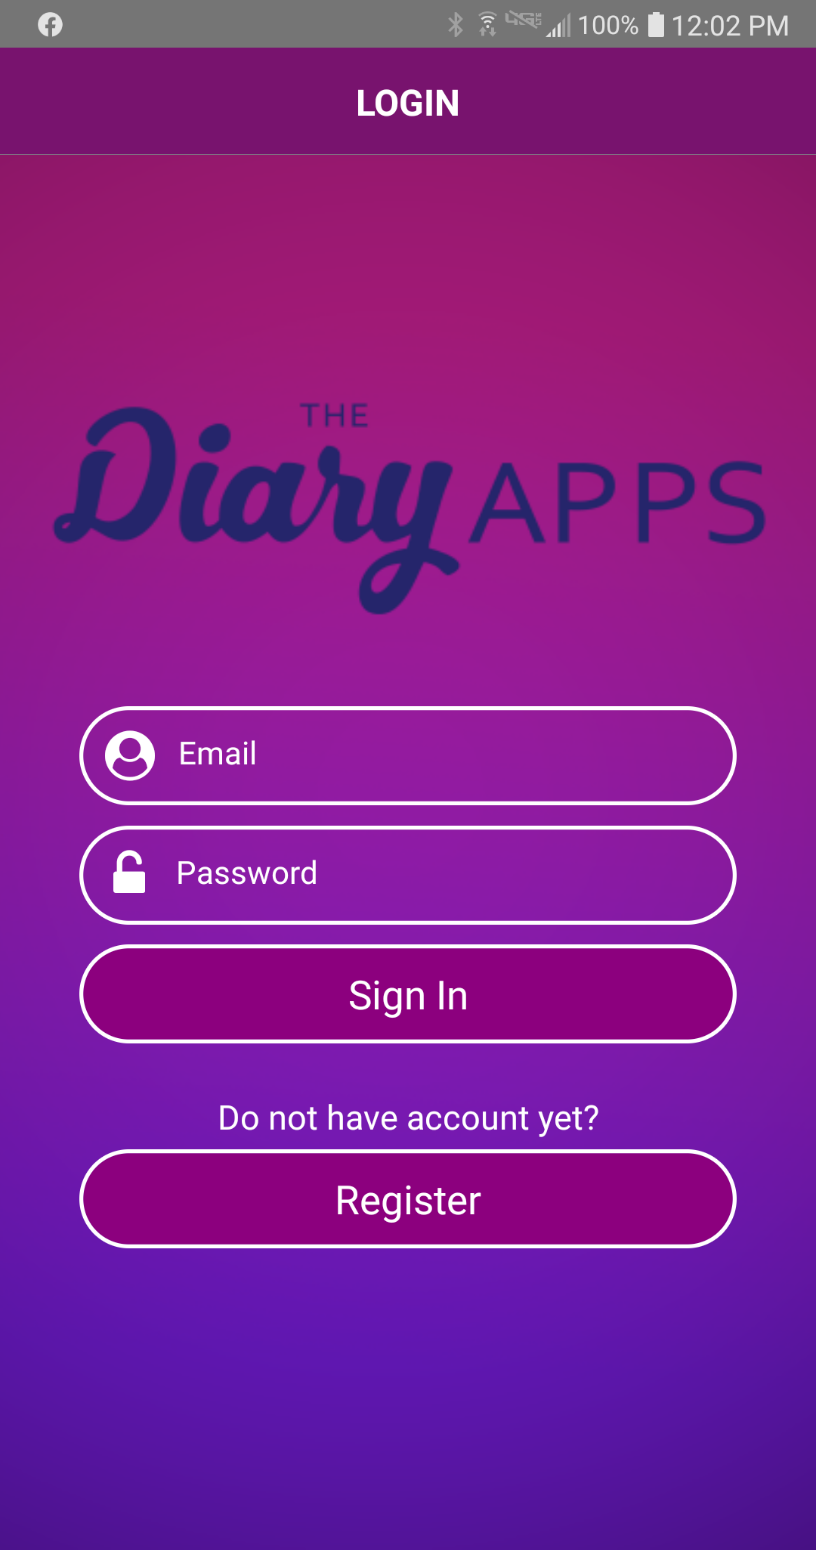 100% 12:02 PM
LOGIN
THE
Diary APPS
Email
Password
Sign In
Do not have account yet?
Register